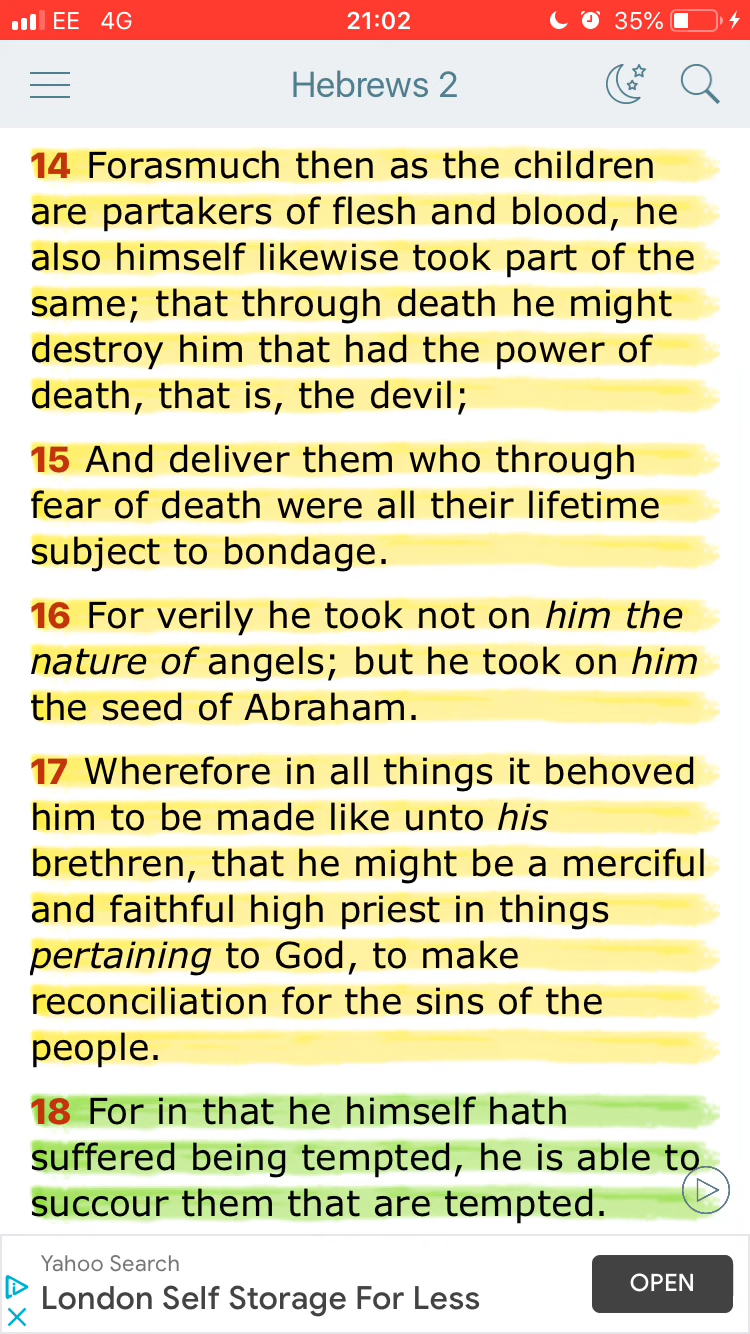 EE 4G 21:02 35%
Hebrews 2
14 Forasmuch then as the children
are partakers of flesh and blood, he
also himself likewise took part of the
same; that through death he might
destroy him that had the power of
death, that is, the devil;
15 And deliver them who through
fear of death were all their lifetime
subject to bondage.
16 For verily he took not on him the
nature of angels; but he took on him
the seed of Abraham.
17 Wherefore in all things it behoved
him to be made like unto his
brethren, that he might be a merciful
and faithful high priest in things
pertaining to God, to make
reconciliation for the sins of the
people.
18 For in that he himself hath
suffered being tempted, he is able to
succour them that are tempted.
Yahoo Search
London Self Storage For Less
OPEN